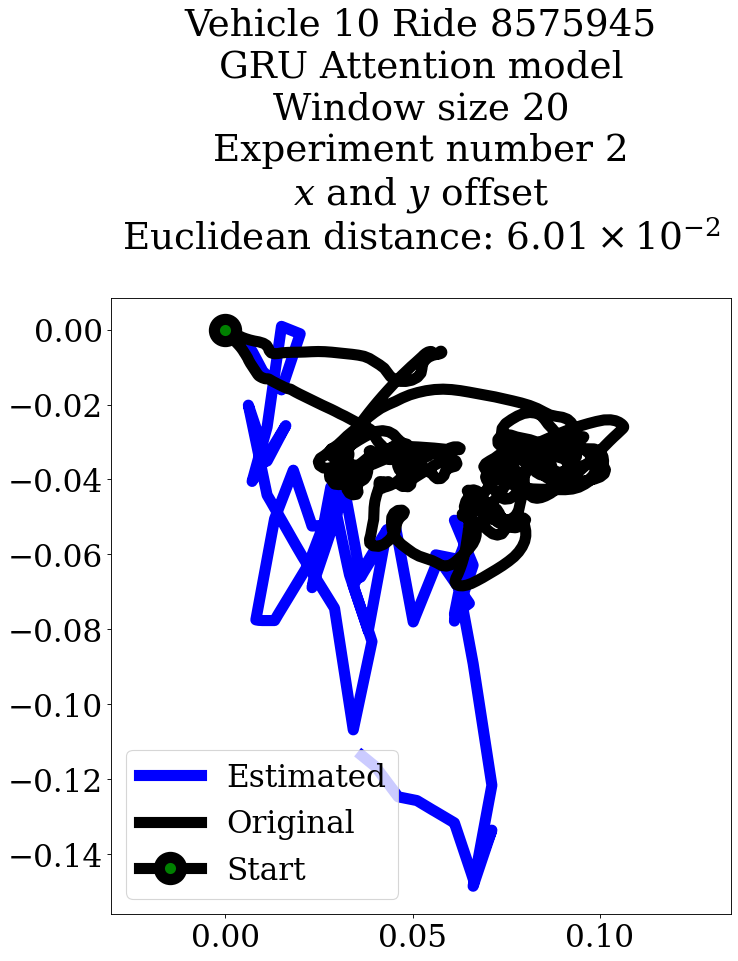 Vehicle 10 Ride 8575945
GRU Attention model
Window size 20
Experiment number 2
x and y offset
Euclidean distance: 6.01 × 10⁻²
0.00
−0.02
−0.04
−0.06
−0.08
−0.10
−0.12
−0.14
Estimated
Original
Start
0.00 0.05 0.10